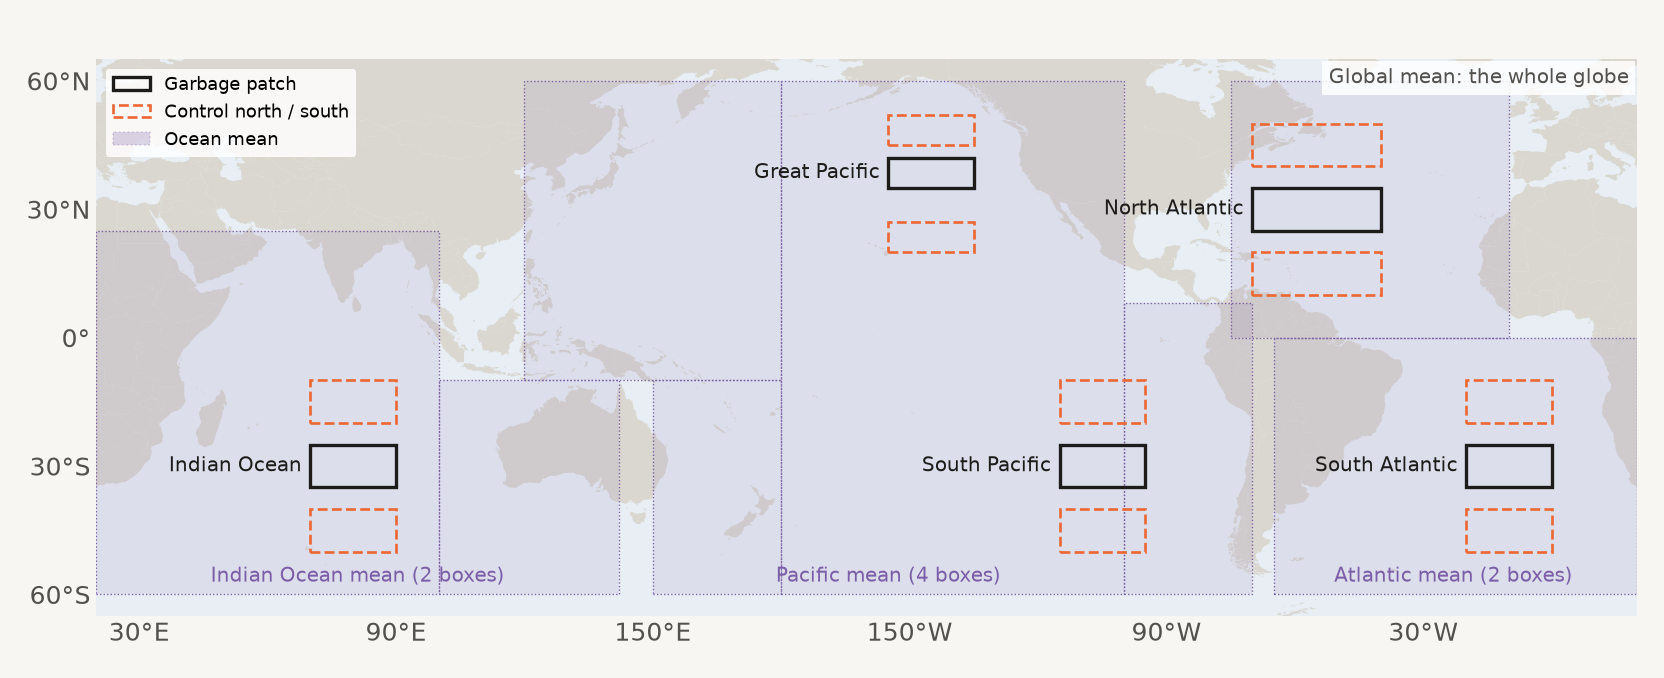 60°N
30°N
0°
30°S
60°S
Garbage patch
Control north / south
Ocean mean
Global mean: the whole globe
Great Pacific
North Atlantic
Indian Ocean
South Pacific
South Atlantic
Indian Ocean mean (2 boxes)
Pacific mean (4 boxes)
Atlantic mean (2 boxes)
30°E
90°E
150°E
150°W
90°W
30°W